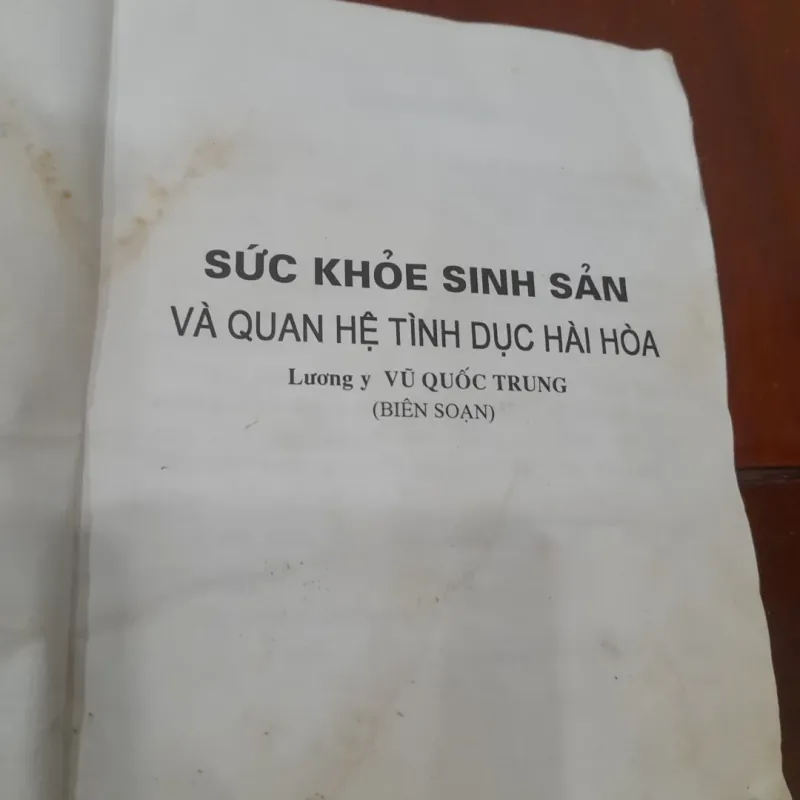 SỨC KHỎE SINH SẢN
VÀ QUAN HỆ TÌNH DỤC HÀI HÒA
Lương y VŨ QUỐC TRUNG
(BIÊN SOẠN)